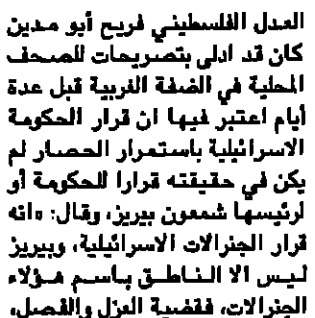 العدل الفلسطيني فريح أبو مدين
كان قد ادلى بتصريحات للصحف
المحلية في الضفة الغربية قبل عدة
أيام اعتبر فيها ان قرار الحكومة
الاسرائيلية باستمرار الحصار لم
يكن في حقيقته قرارا للحكومة أو
لرئيسها شمعون بيريز، وقال: «انه
قرار الجنرالات الاسرائيلية، وبيريز
ليس الا الناطق باسم هؤلاء
الجنرالات، فقضية العزل والفصل،